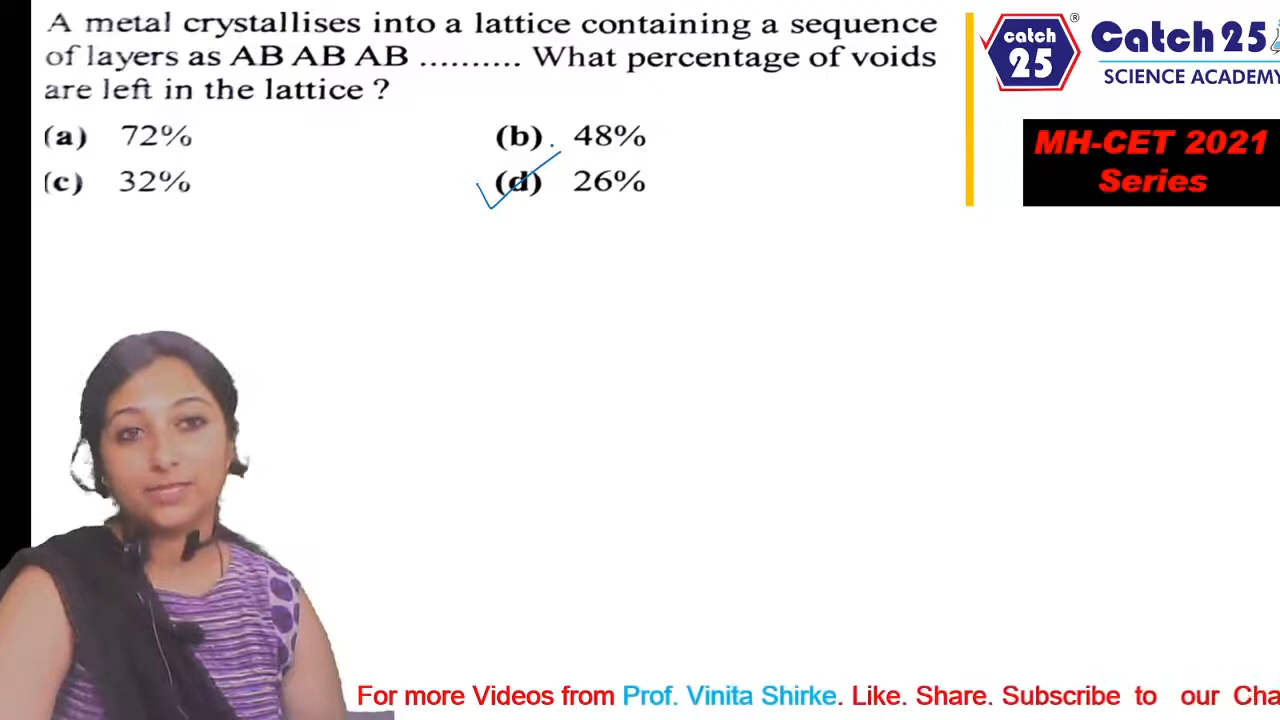 A metal crystallises into a lattice containing a sequence
of layers as AB AB AB .......... What percentage of voids
are left in the lattice ?
(a) 72%
(b) 48%
(c) 32%
(d) 26%
catch
25
®
Catch 25
SCIENCE ACADEMY
MH-CET 2021
Series
For more Videos from Prof. Vinita Shirke. Like. Share. Subscribe to our Cha